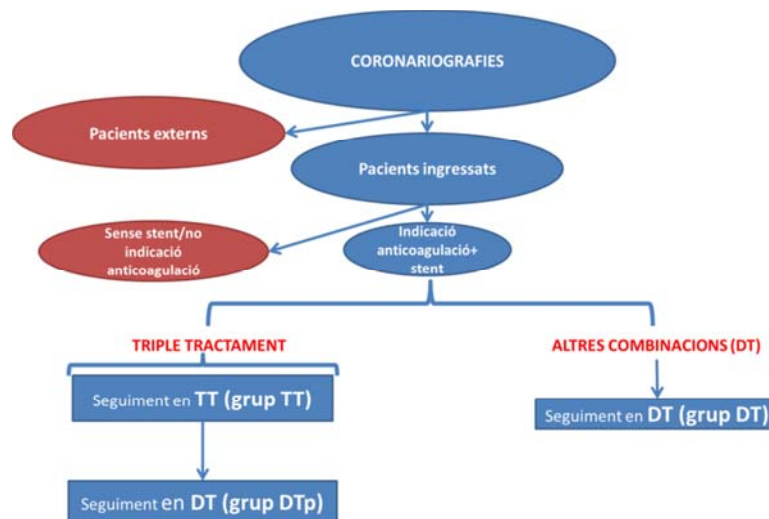 CORONARIOGRAFIES
Pacients externs
Pacients ingressats
Sense stent/no
indicació
anticoagulació
Indicació
anticoagulació+
stent
TRIPLE TRACTAMENT
ALTRES COMBINACIONS (DT)
Seguiment en TT (grup TT)
Seguiment en DT (grup DT)
Seguiment en DT (grup DTp)